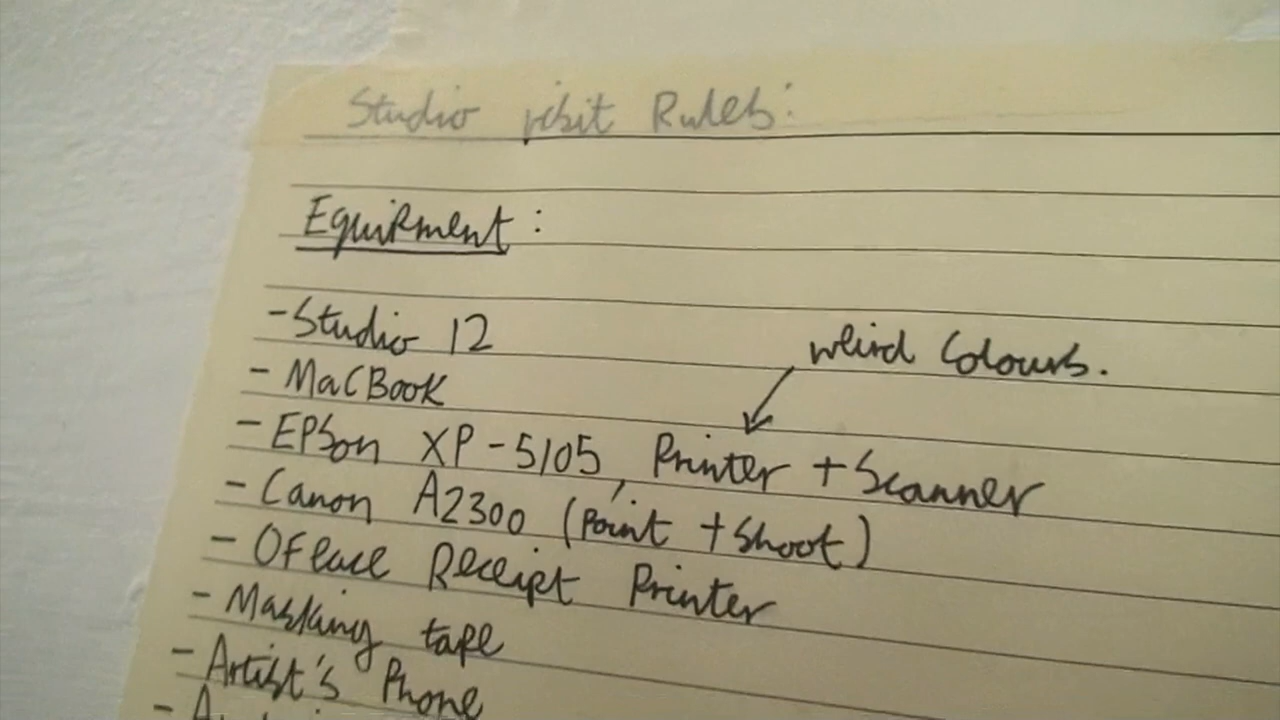 Studio visit Rules:
Equipment:
- Studio 12
weird Colours.
- MacBook
- EPSon XP-5105, Printer + Scanner
- Canon A2300 (Point + Shoot)
- OFFice Receipt Printer
- Masking tape
- Artist's Phone